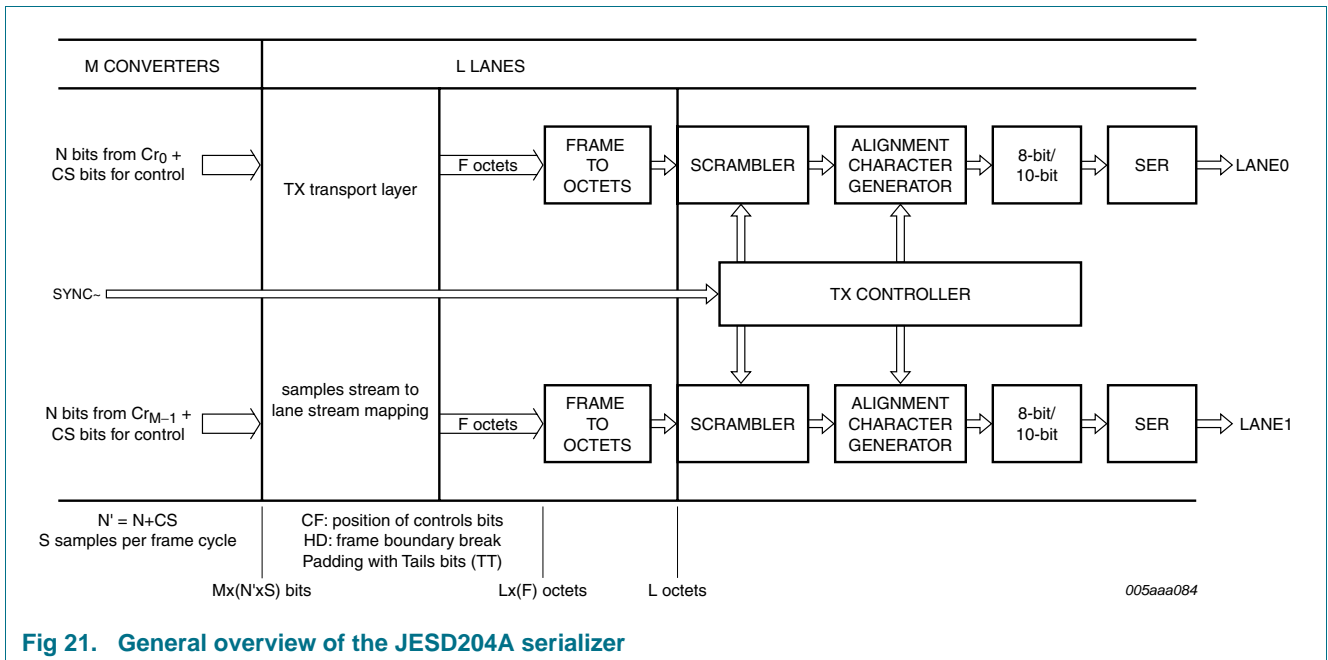 M CONVERTERS
L LANES
N bits from Cr0 +
CS bits for control
TX transport layer
F octets
FRAME
TO
OCTETS
SCRAMBLER
ALIGNMENT
CHARACTER
GENERATOR
8-bit/
10-bit
SER
LANE0
SYNC~
TX CONTROLLER
N bits from CrM−1 +
CS bits for control
samples stream to
lane stream mapping
F octets
FRAME
TO
OCTETS
SCRAMBLER
ALIGNMENT
CHARACTER
GENERATOR
8-bit/
10-bit
SER
LANE1
N' = N+CS
S samples per frame cycle
CF: position of controls bits
HD: frame boundary break
Padding with Tails bits (TT)
Mx(N'xS) bits
Lx(F) octets
L octets
005aaa084
Fig 21. General overview of the JESD204A serializer